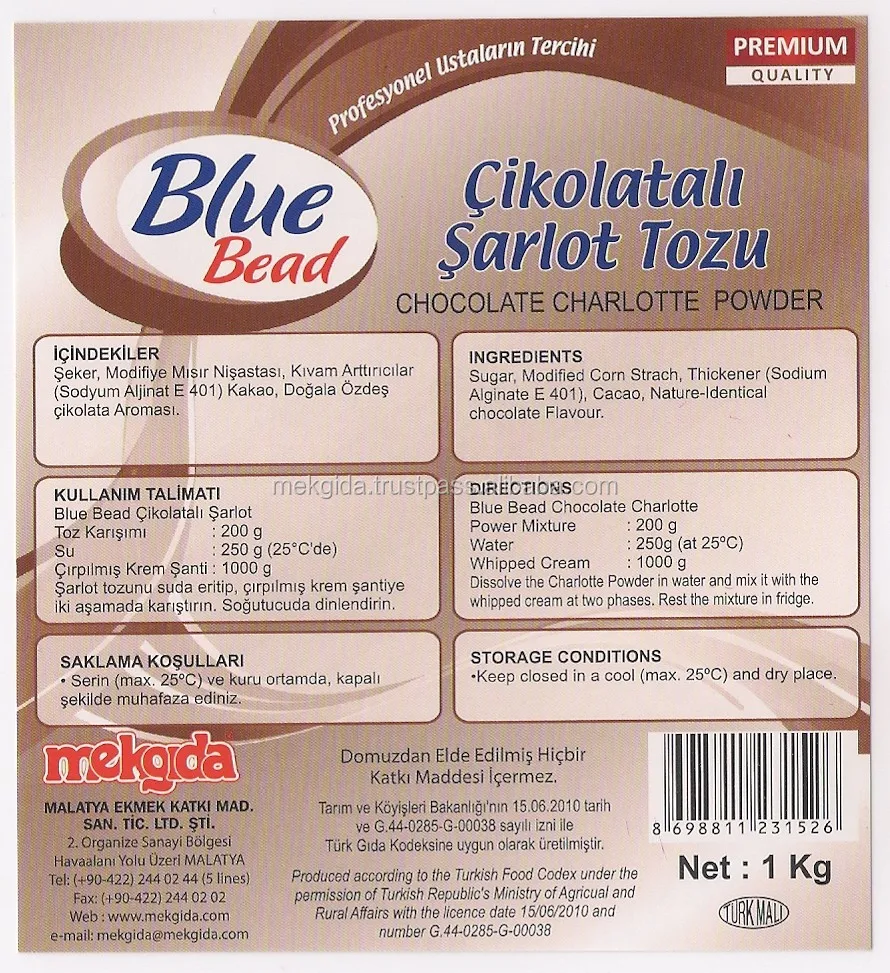 Profesyonel Ustaların Tercihi
PREMIUM
QUALITY
Blue
Bead
Çikolatalı
Şarlot Tozu
CHOCOLATE CHARLOTTE POWDER
İÇİNDEKİLER
Şeker, Modifiye Mısır Nişastası, Kıvam Arttırıcılar
(Sodyum Aljinat E 401) Kakao, Doğala Özdeş
çikolata Aroması.
INGREDIENTS
Sugar, Modified Corn Strach, Thickener (Sodium
Alginate E 401), Cacao, Nature-Identical
chocolate Flavour.
mekgida.trustpass.alibaba.com
KULLANIM TALİMATI
Blue Bead Çikolatalı Şarlot
Toz Karışımı : 200 g
Su : 250 g (25°C'de)
Çırpılmış Krem Şanti : 1000 g
Şarlot tozunu suda eritip, çırpılmış krem şantiye
iki aşamada karıştırın. Soğutucuda dinlendirin.
DIRECTIONS
Blue Bead Chocolate Charlotte
Power Mixture : 200 g
Water : 250g (at 25ºC)
Whipped Cream : 1000 g
Dissolve the Charlotte Powder in water and mix it with the
whipped cream at two phases. Rest the mixture in fridge.
SAKLAMA KOŞULLARI
• Serin (max. 25ºC) ve kuru ortamda, kapalı
şekilde muhafaza ediniz.
STORAGE CONDITIONS
•Keep closed in a cool (max. 25ºC) and dry place.
mekgıda
MALATYA EKMEK KATKI MAD.
SAN. TİC. LTD. ŞTİ.
2. Organize Sanayi Bölgesi
Havaalanı Yolu Üzeri MALATYA
Tel: (+90-422) 244 02 44 (5 lines)
Fax: (+90-422) 244 02 02
Web : www.mekgida.com
e-mail: mekgida@mekgida.com
Domuzdan Elde Edilmiş Hiçbir
Katkı Maddesi İçermez.
Tarım ve Köyişleri Bakanlığı'nın 15.06.2010 tarih
ve G.44-0285-G-00038 sayılı izni ile
Türk Gıda Kodeksine uygun olarak üretilmiştir.
Produced according to the Turkish Food Codex under the
permission of Turkish Republic's Ministry of Agricual and
Rural Affairs with the licence date 15/06/2010 and
number G.44-0285-G-00038
8 698811 231526
Net : 1 Kg
TÜRK MALI